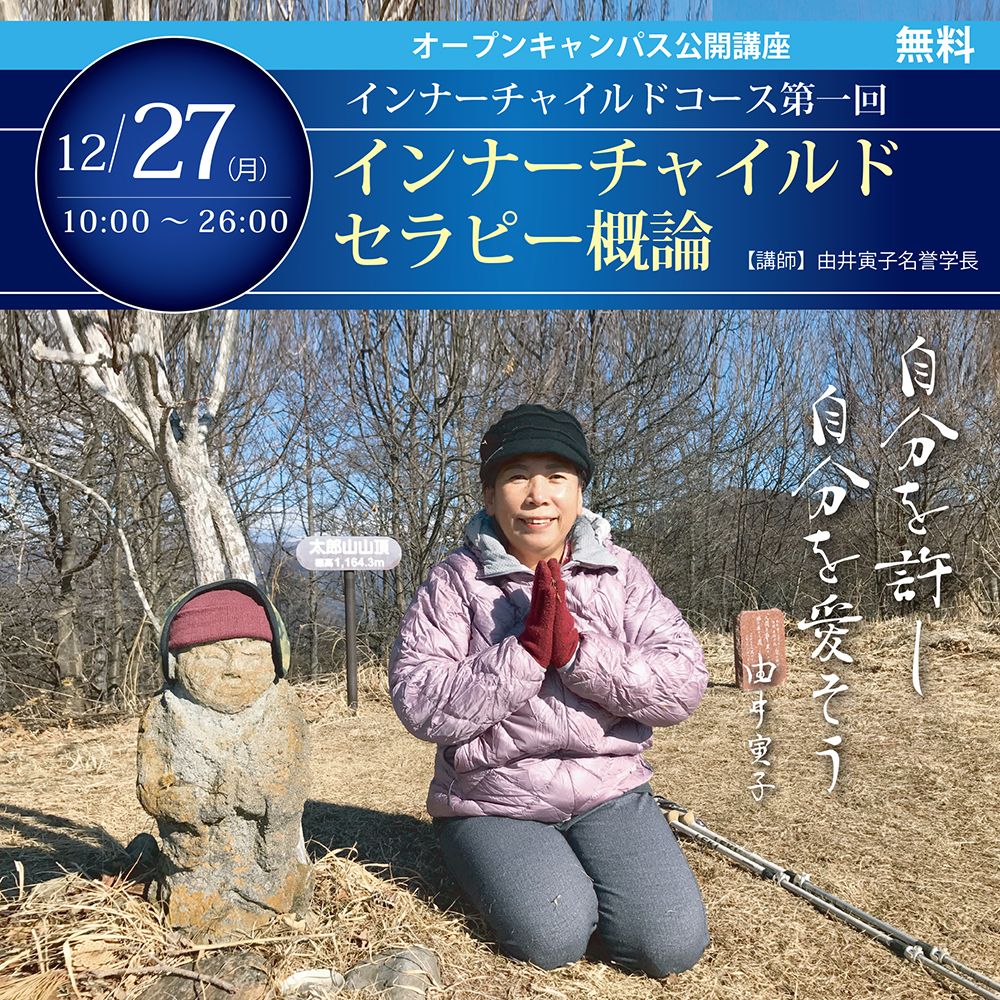 オープンキャンパス公開講座
無料
12/27(月)
10:00 ~ 26:00
インナーチャイルドコース第一回
インナーチャイルド
セラピー概論
【講師】由井寅子名誉学長
太郎山山頂
標高1,164.3m
自分を許し
自分を愛そう
由井寅子